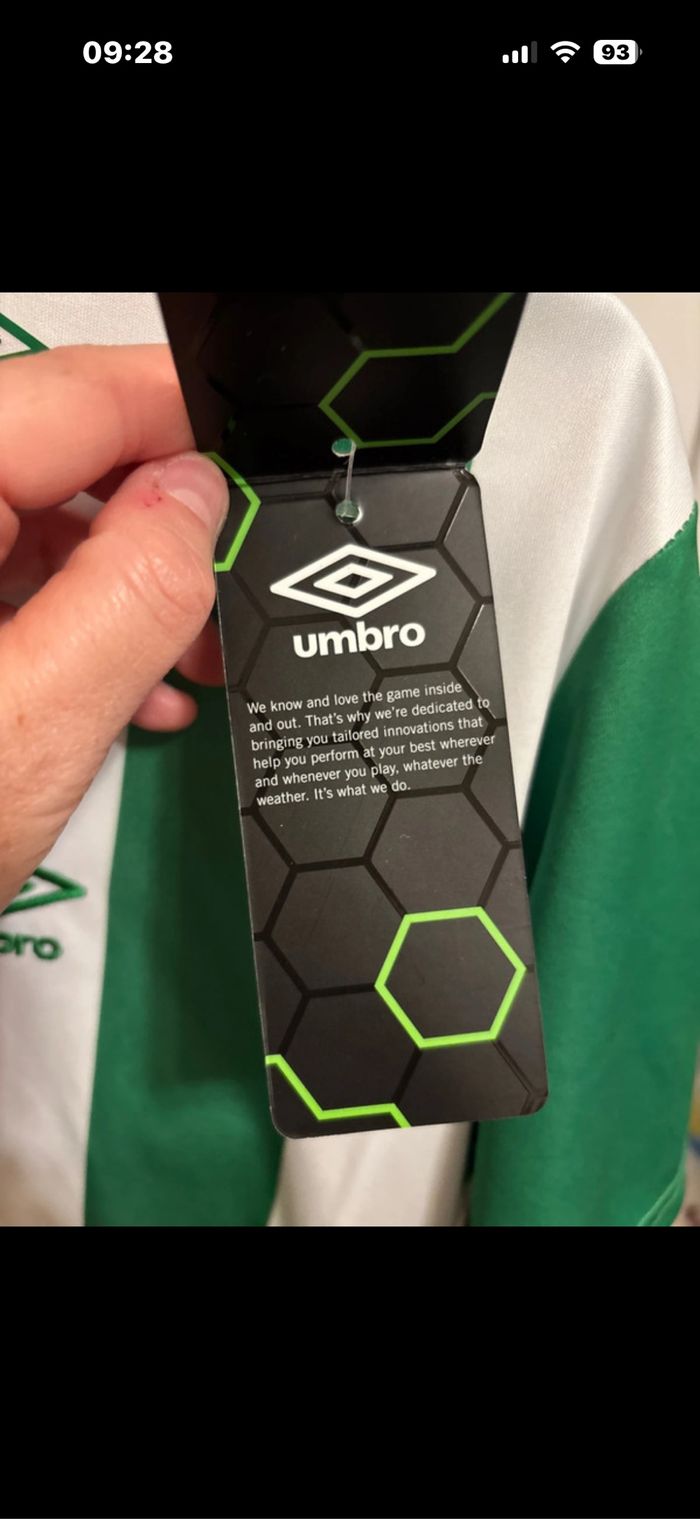 09:28
93
umbro
We know and love the game inside
and out. That's why we're dedicated to
bringing you tailored innovations that
help you perform at your best wherever
and whenever you play, whatever the
weather. It's what we do.
bro